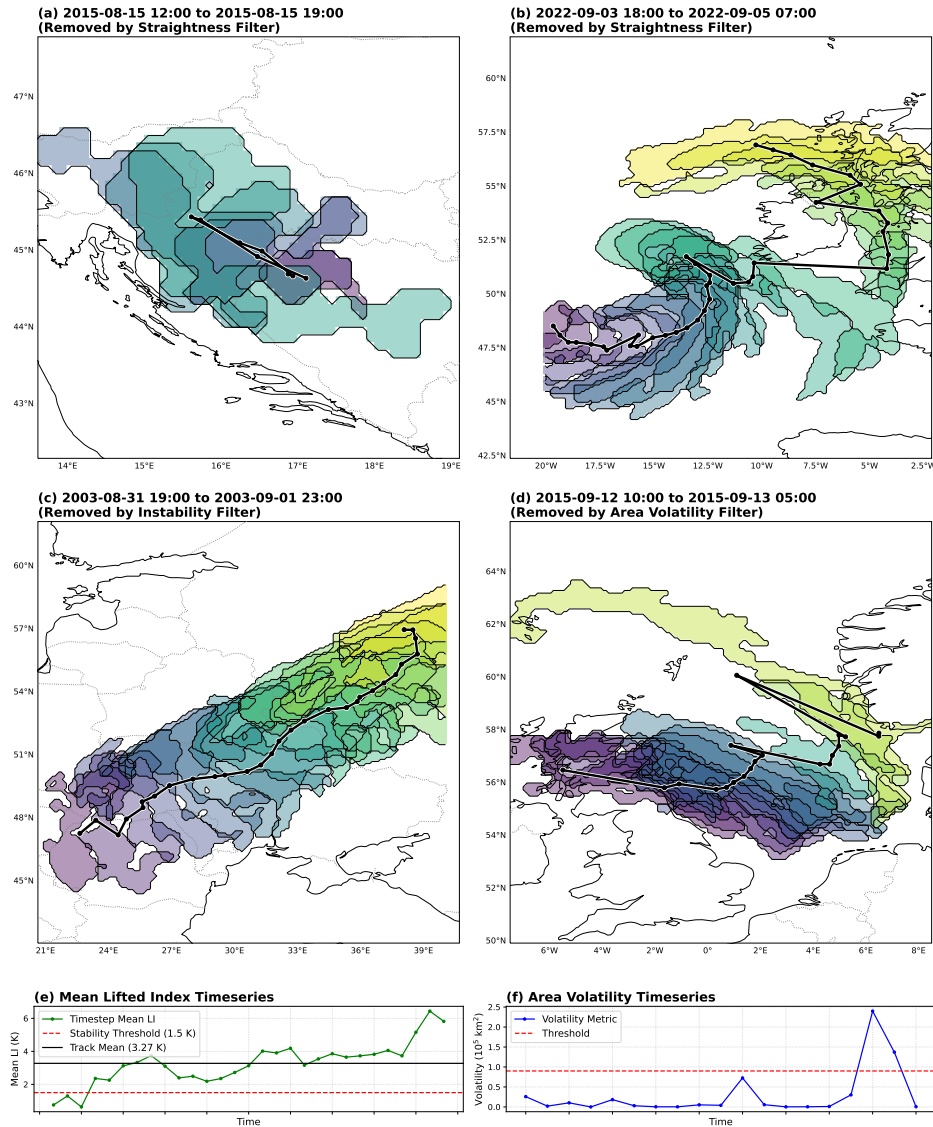 (a) 2015-08-15 12:00 to 2015-08-15 19:00
(Removed by Straightness Filter)
47°N
46°N
45°N
44°N
43°N
14°E 15°E 16°E 17°E 18°E 19°E
(b) 2022-09-03 18:00 to 2022-09-05 07:00
(Removed by Straightness Filter)
60°N
57.5°N
55°N
52.5°N
50°N
47.5°N
45°N
42.5°N
20°W 17.5°W 15°W 12.5°W 10°W 7.5°W 5°W 2.5°W
(c) 2003-08-31 19:00 to 2003-09-01 23:00
(Removed by Instability Filter)
60°N
57°N
54°N
51°N
48°N
45°N
21°E 24°E 27°E 30°E 33°E 36°E 39°E
(d) 2015-09-12 10:00 to 2015-09-13 05:00
(Removed by Area Volatility Filter)
64°N
62°N
60°N
58°N
56°N
54°N
52°N
50°N
6°W 4°W 2°W 0° 2°E 4°E 6°E 8°E
(e) Mean Lifted Index Timeseries
Mean LI (K)
6
4
2
Timestep Mean LI
Stability Threshold (1.5 K)
Track Mean (3.27 K)
Time
(f) Area Volatility Timeseries
Volatility (10⁵ km²)
2.5
2.0
1.5
1.0
0.5
0.0
Volatility Metric
Threshold
Time